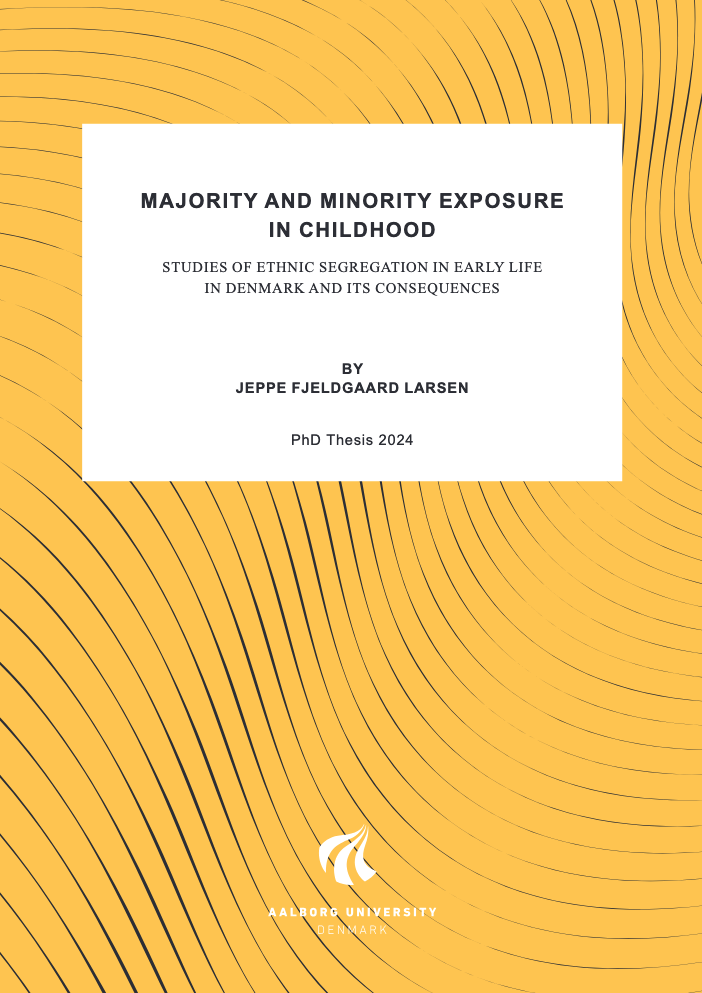 MAJORITY AND MINORITY EXPOSURE
IN CHILDHOOD
STUDIES OF ETHNIC SEGREGATION IN EARLY LIFE
IN DENMARK AND ITS CONSEQUENCES
BY
JEPPE FJELDGAARD LARSEN
PhD Thesis 2024
AALBORG UNIVERSITY
DENMARK